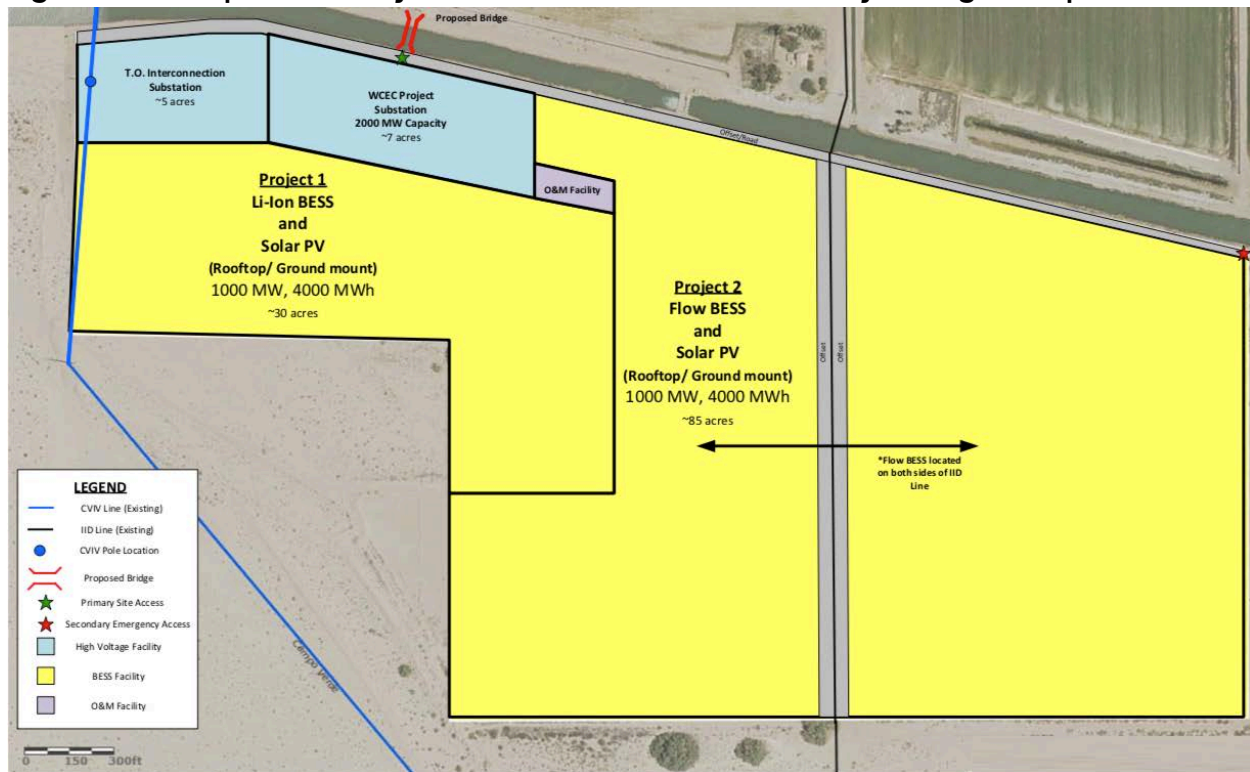 Proposed Bridge
T.O. Interconnection
Substation
~5 acres
WCEC Project
Substation
2000 MW Capacity
~7 acres
Offset/Road
O&M Facility
Project 1
Li-Ion BESS
and
Solar PV
(Rooftop/ Ground mount)
1000 MW, 4000 MWh
~30 acres
Project 2
Flow BESS
and
Solar PV
(Rooftop/ Ground mount)
1000 MW, 4000 MWh
~85 acres
Offset
Offset
*Flow BESS located
on both sides of IID
Line
LEGEND
CVIV Line (Existing)
IID Line (Existing)
CVIV Pole Location
Proposed Bridge
Primary Site Access
Secondary Emergency Access
High Voltage Facility
BESS Facility
O&M Facility
Campo Verde
0 150 300ft